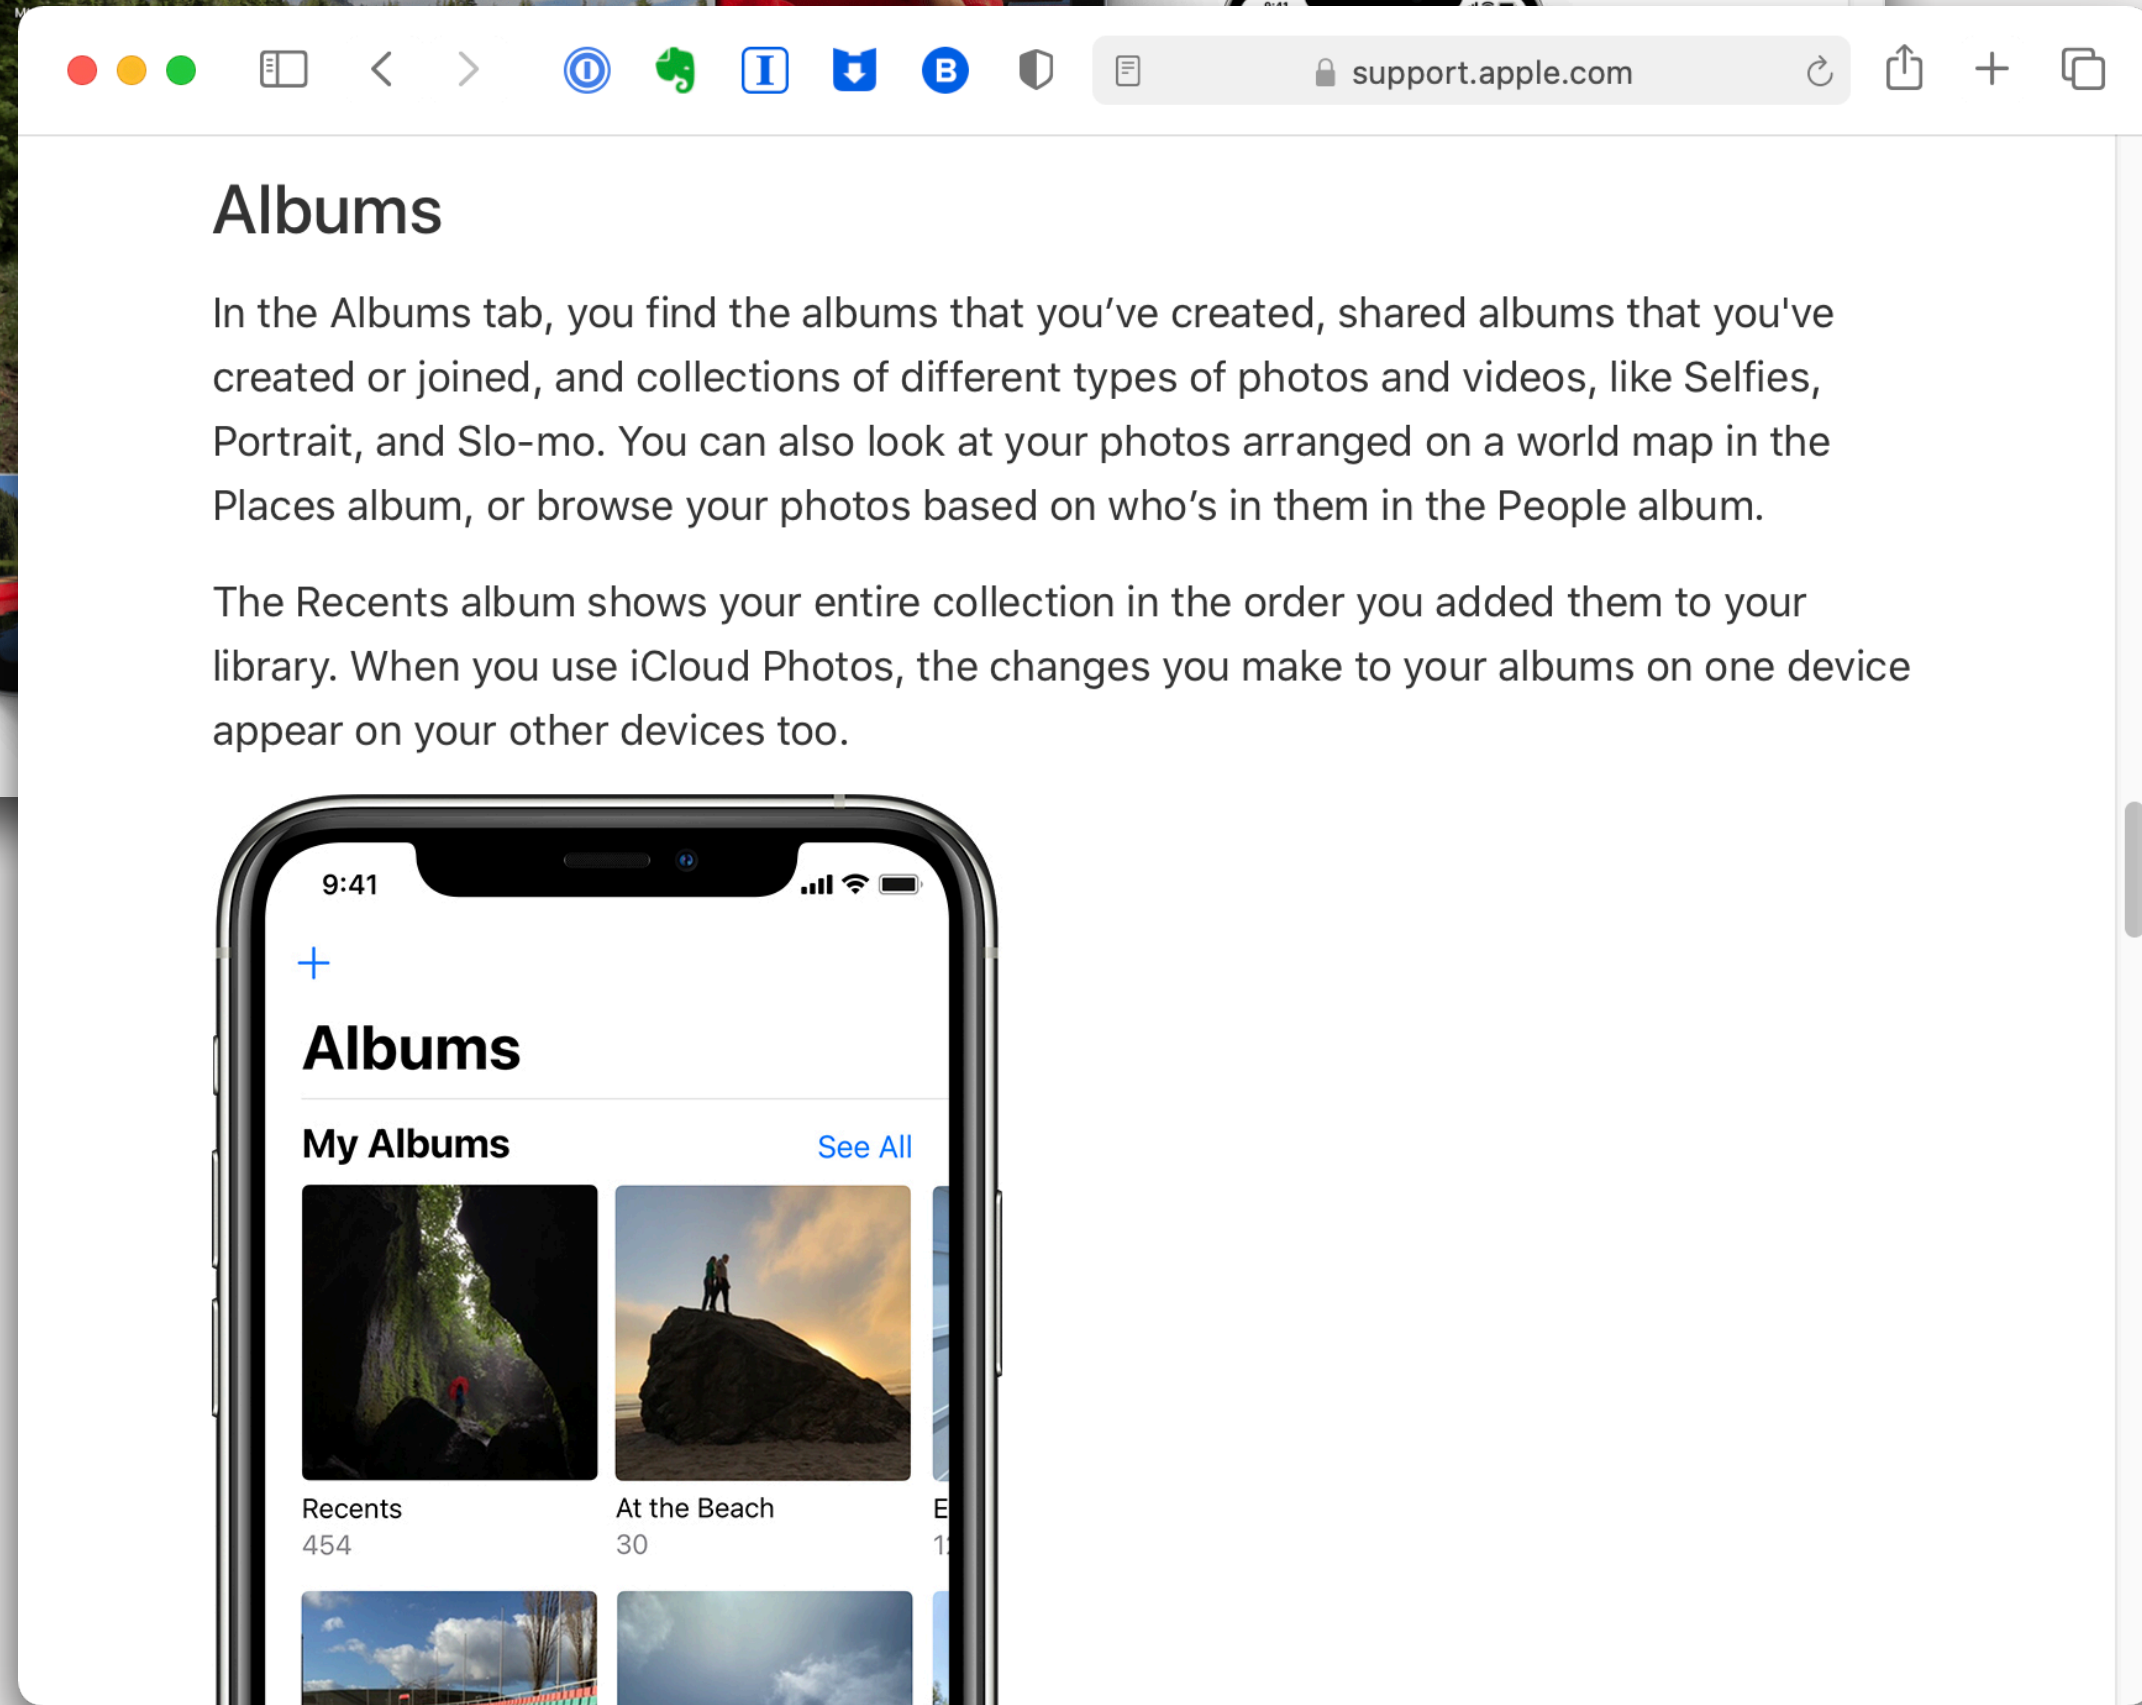 support.apple.com
Albums
In the Albums tab, you find the albums that you’ve created, shared albums that you've
created or joined, and collections of different types of photos and videos, like Selfies,
Portrait, and Slo-mo. You can also look at your photos arranged on a world map in the
Places album, or browse your photos based on who’s in them in the People album.
The Recents album shows your entire collection in the order you added them to your
library. When you use iCloud Photos, the changes you make to your albums on one device
appear on your other devices too.
9:41
Albums
My Albums See All
Recents At the Beach
454 30